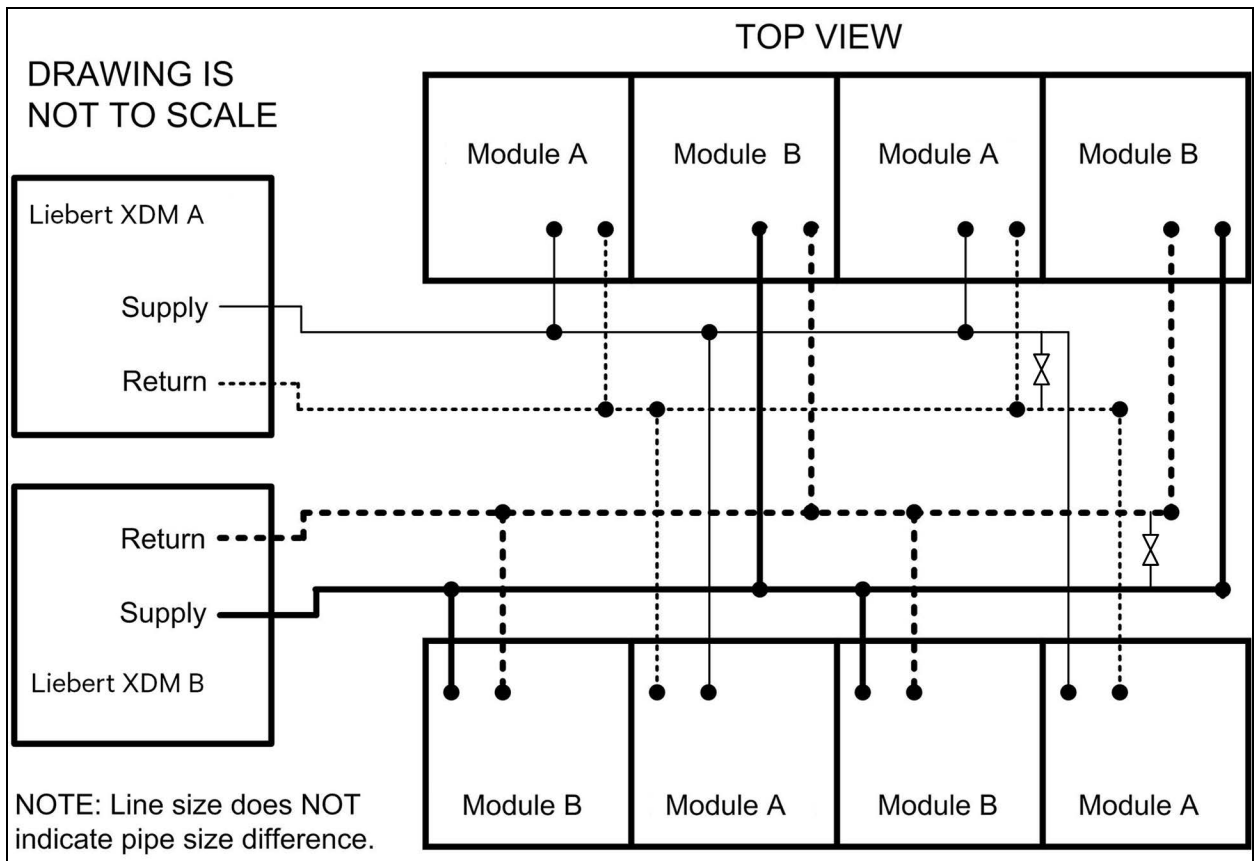 TOP VIEW
DRAWING IS
NOT TO SCALE
Module A
Module B
Module A
Module B
Liebert XDM A
Supply
Return
Return
Supply
Liebert XDM B
Module B
Module A
Module B
Module A
NOTE: Line size does NOT
indicate pipe size difference.